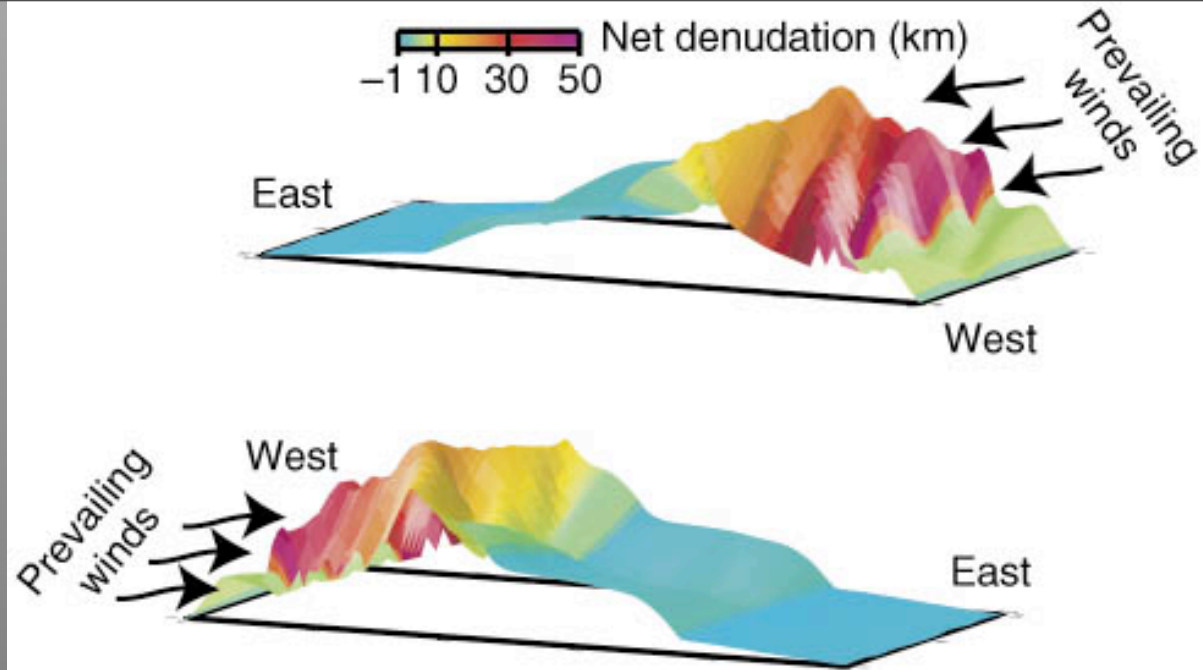 Net denudation (km)
–1 10 30 50
Prevailing
winds
East
West
West
Prevailing
winds
East